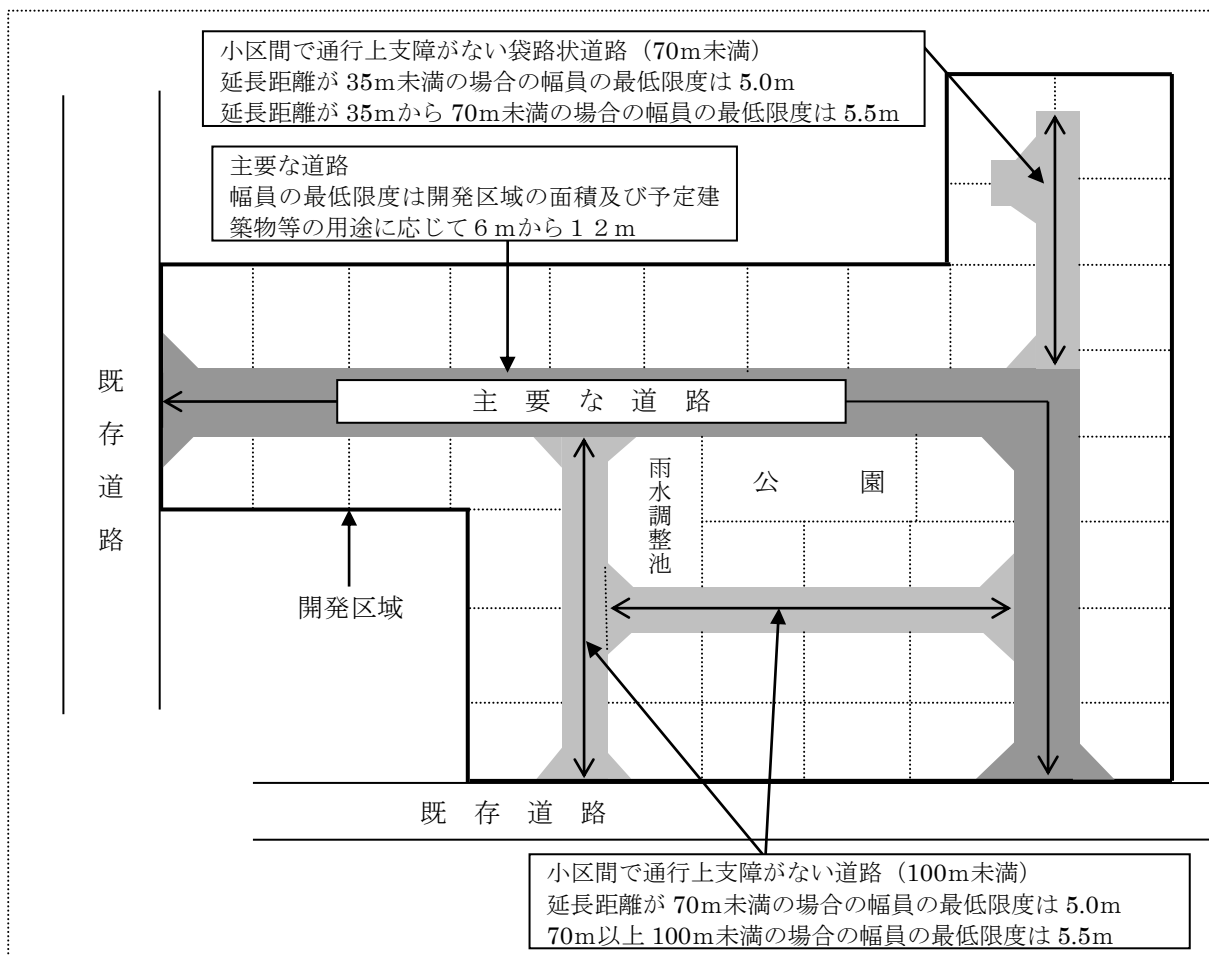 小区間で通行上支障がない袋路状道路（70ｍ未満）
延長距離が 35ｍ未満の場合の幅員の最低限度は 5.0ｍ
延長距離が 35ｍから 70ｍ未満の場合の幅員の最低限度は 5.5ｍ
主要な道路
幅員の最低限度は開発区域の面積及び予定建
築物等の用途に応じて６ｍから１２ｍ
既存道路
主要な道路
雨水調整池
公園
開発区域
既存道路
小区間で通行上支障がない道路（100ｍ未満）
延長距離が 70ｍ未満の場合の幅員の最低限度は 5.0ｍ
70ｍ以上 100ｍ未満の場合の幅員の最低限度は 5.5ｍ